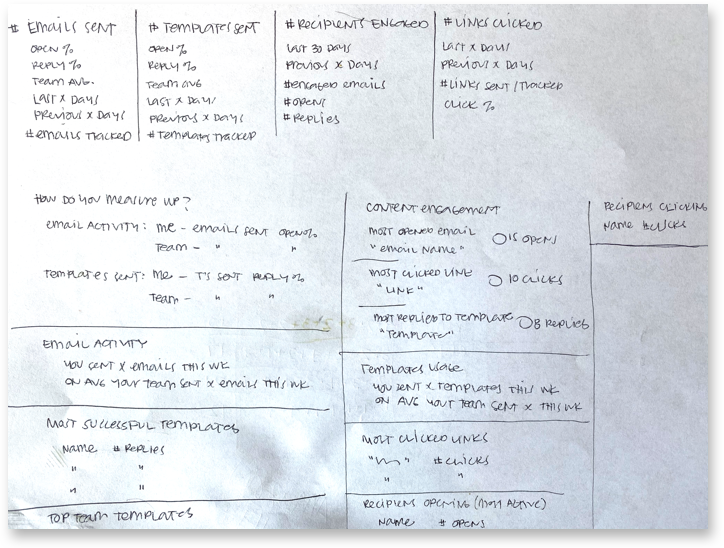 # EMAILS SENT
OPEN %
REPLY %
TEAM AVG.
LAST X DAYS
PREVIOUS X DAYS
# EMAILS TRACKED
# TEMPLATES SENT
OPEN %
REPLY %
TEAM AVG
LAST X DAYS
PREVIOUS X DAYS
# TEMPLATES TRACKED
# RECIPIENTS ENGAGED
LAST 30 DAYS
PREVIOUS X DAYS
# ENGAGED EMAILS
# OPENS
# REPLIES
# LINKS CLICKED
LAST X DAYS
PREVIOUS X DAYS
# LINKS SENT / TRACKED
CLICK %
HOW DO YOU MEASURE UP?
EMAIL ACTIVITY: ME - EMAILS SENT OPEN %
TEAM - " "
TEMPLATES SENT: ME - T'S SENT REPLY %
TEAM - " "
EMAIL ACTIVITY
YOU SENT X EMAILS THIS WK
ON AVG YOUR TEAM SENT X EMAILS THIS WK
MOST SUCCESSFUL TEMPLATES
NAME # REPLIES
" "
" "
TOP TEAM TEMPLATES
CONTENT ENGAGEMENT
MOST OPENED EMAIL
"EMAIL NAME" 15 OPENS
MOST CLICKED LINK
"LINK" 10 CLICKS
MOST REPLIES TO TEMPLATE
"TEMPLATE" 8 REPLIES
TEMPLATES USAGE
YOU SENT X TEMPLATES THIS WK
ON AVG YOUR TEAM SENT X THIS WK
MOST CLICKED LINKS
# CLICKS
" "
RECIPIENT OPENING (MOST ACTIVE)
NAME # OPENS
RECIPIENT CLICKING
NAME # CLICKS